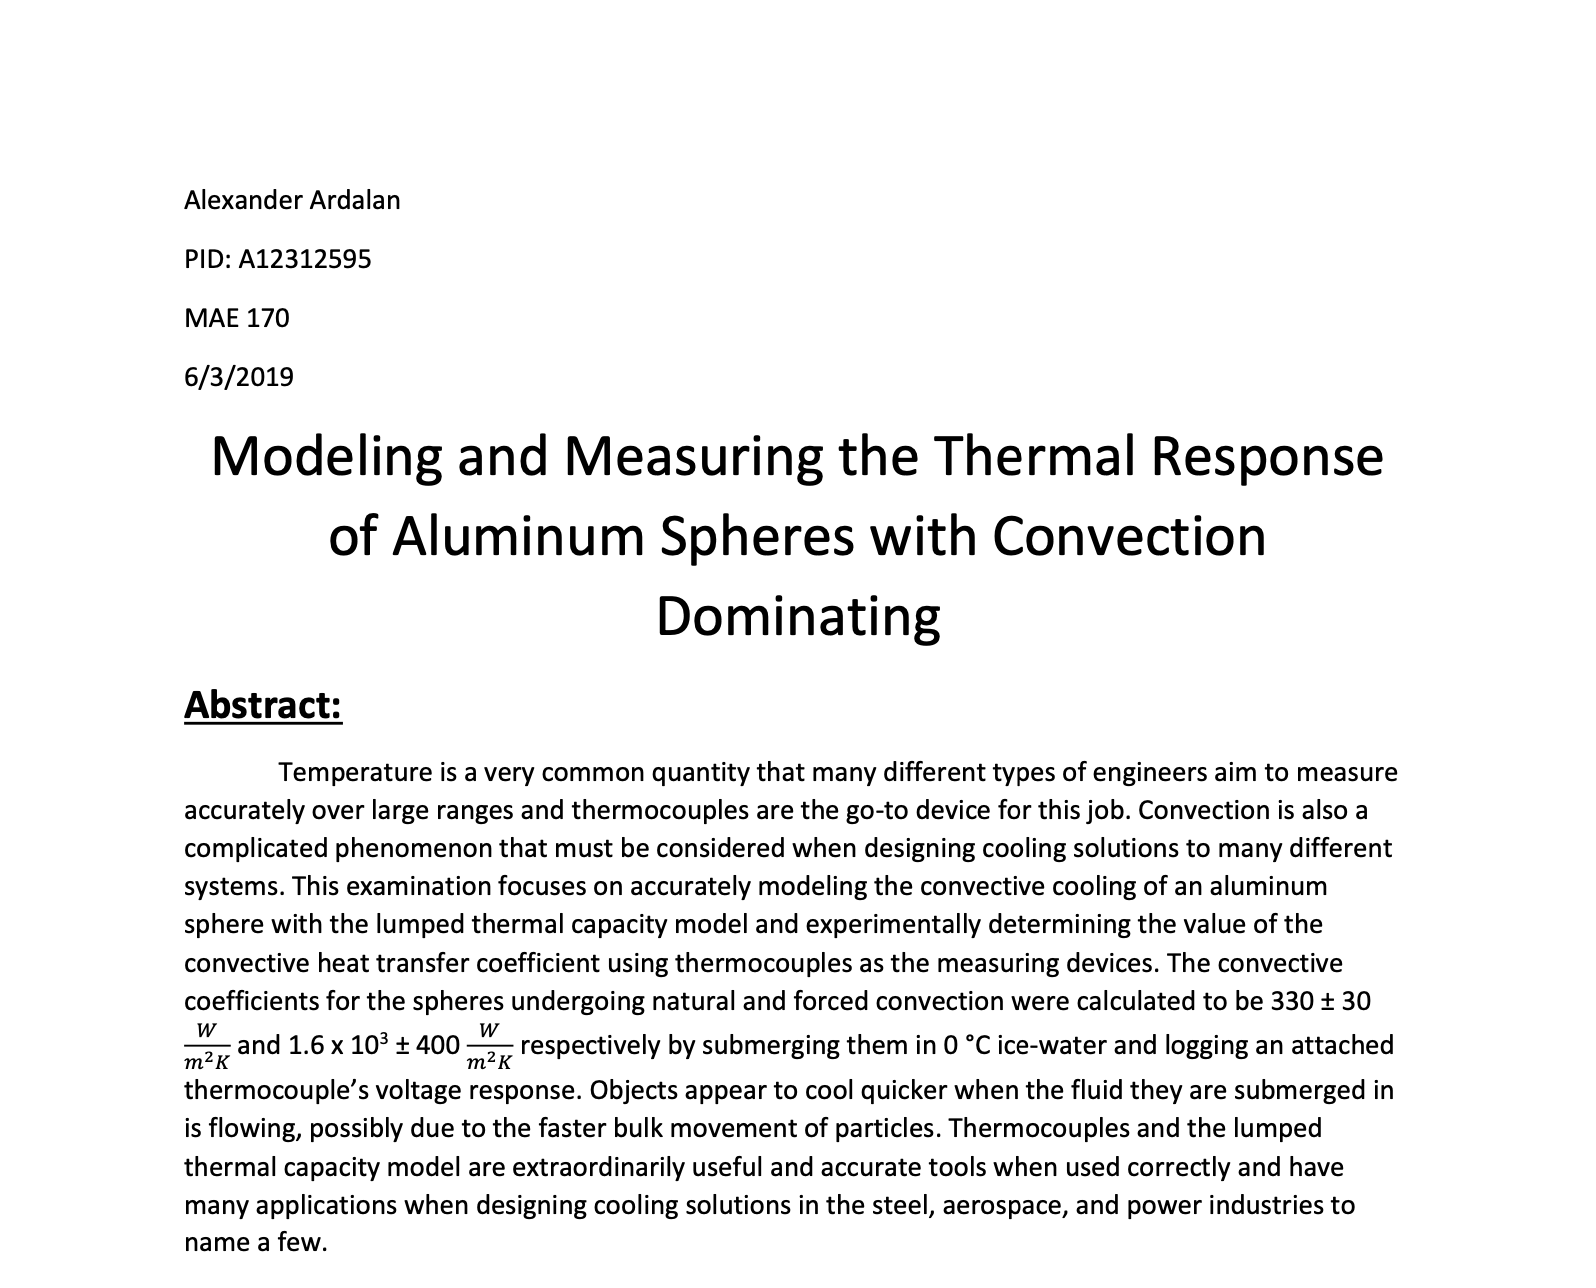 Alexander Ardalan
PID: A12312595
MAE 170
6/3/2019
Modeling and Measuring the Thermal Response
of Aluminum Spheres with Convection
Dominating
Abstract:
Temperature is a very common quantity that many different types of engineers aim to measure
accurately over large ranges and thermocouples are the go-to device for this job. Convection is also a
complicated phenomenon that must be considered when designing cooling solutions to many different
systems. This examination focuses on accurately modeling the convective cooling of an aluminum
sphere with the lumped thermal capacity model and experimentally determining the value of the
convective heat transfer coefficient using thermocouples as the measuring devices. The convective
coefficients for the spheres undergoing natural and forced convection were calculated to be 330 ± 30
W/m²K and 1.6 x 10³ ± 400 W/m²K respectively by submerging them in 0 °C ice-water and logging an attached
thermocouple’s voltage response. Objects appear to cool quicker when the fluid they are submerged in
is flowing, possibly due to the faster bulk movement of particles. Thermocouples and the lumped
thermal capacity model are extraordinarily useful and accurate tools when used correctly and have
many applications when designing cooling solutions in the steel, aerospace, and power industries to
name a few.